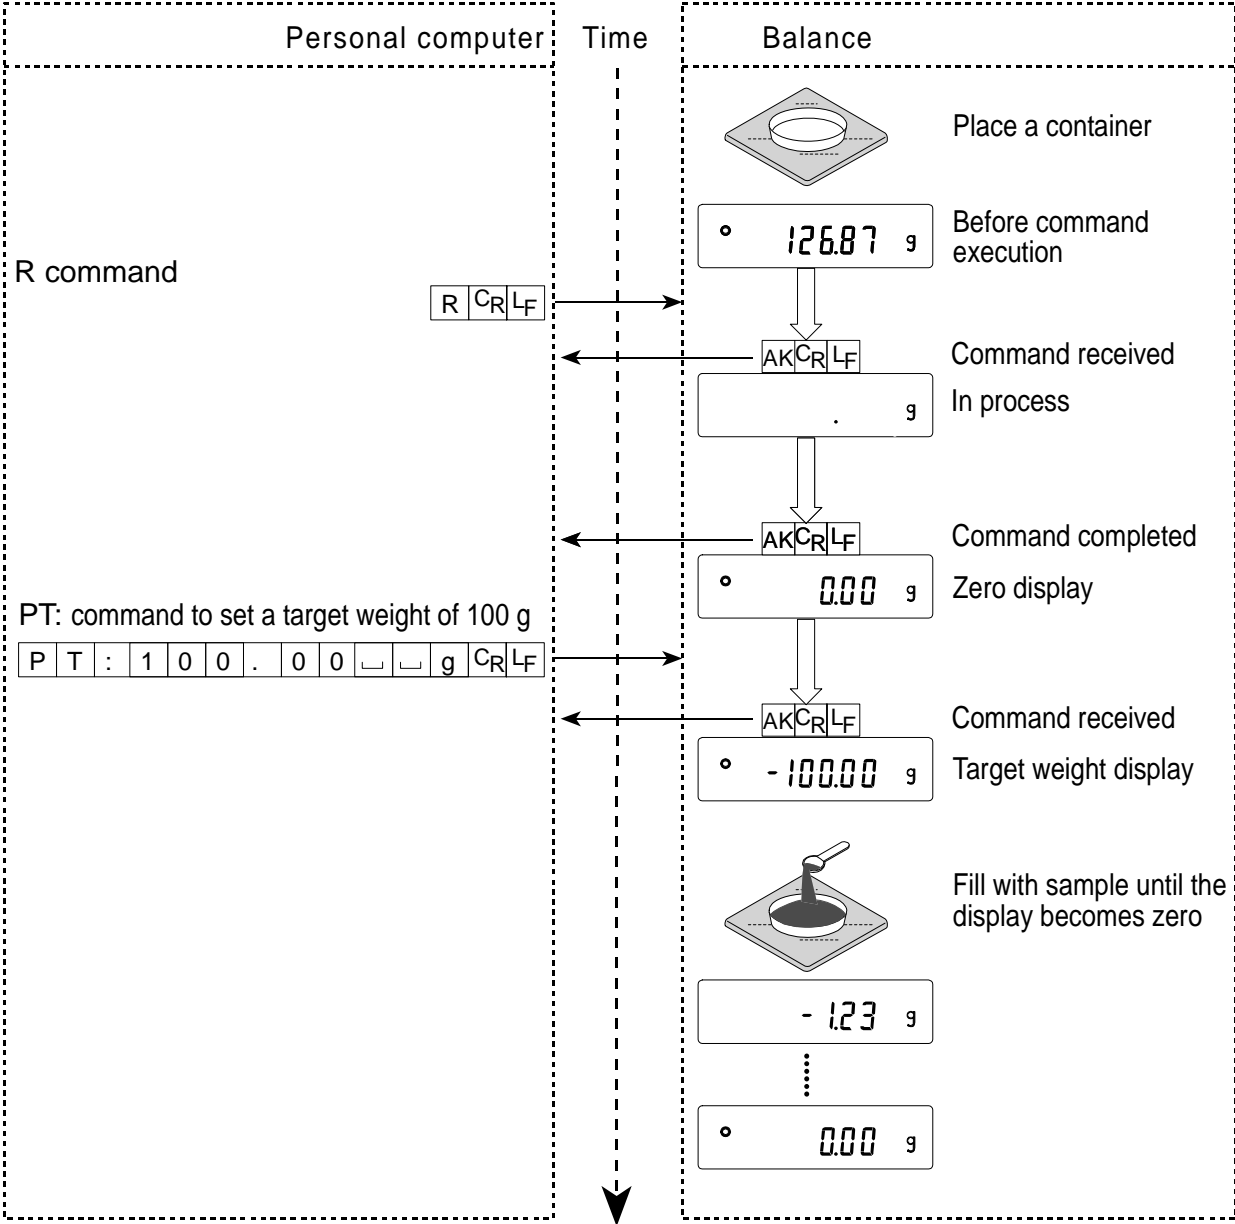 Personal computer Time Balance
Place a container
126.87 g
Before command
execution
R command
R CR LF
AK CR LF
Command received
. g
In process
AK CR LF
Command completed
0.00 g
Zero display
PT: command to set a target weight of 100 g
P T : 1 0 0 . 0 0 ␣ ␣ g CR LF
AK CR LF
Command received
-100.00 g
Target weight display
Fill with sample until the
display becomes zero
- 1.23 g
0.00 g